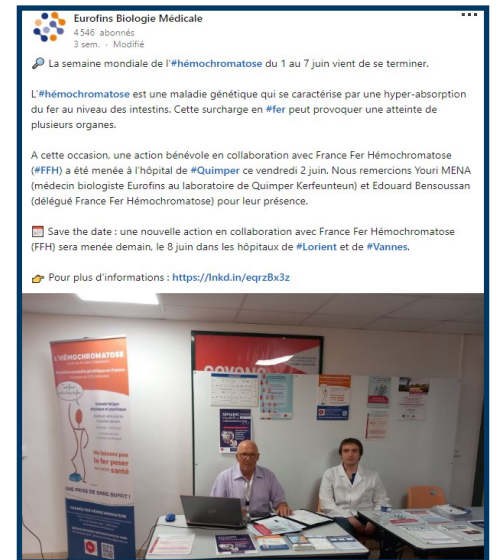 Eurofins Biologie Médicale
4 546 abonnés
3 sem. · Modifié
🔎 La semaine mondiale de l'#hémochromatose du 1 au 7 juin vient de se terminer.
L'#hémochromatose est une maladie génétique qui se caractérise par une hyper-absorption
du fer au niveau des intestins. Cette surcharge en #fer peut provoquer une atteinte de
plusieurs organes.
A cette occasion, une action bénévole en collaboration avec France Fer Hémochromatose
(#FFH) a été menée à l'hôpital de #Quimper ce vendredi 2 juin. Nous remercions Youri MENA
(médecin biologiste Eurofins au laboratoire de Quimper Kerfeunteun) et Edouard Bensoussan
(délégué France Fer Hémochromatose) pour leur présence.
📅 Save the date : une nouvelle action en collaboration avec France Fer Hémochromatose
(FFH) sera menée demain, le 8 juin dans les hôpitaux de #Lorient et de #Vannes.
👉 Pour plus d'informations : https://lnkd.in/eqrzBx3z
L'HÉMOCHROMATOSE
Ne laissons pas
le fer poser
santé
UNE PRISE DE SANG SUFFIT !